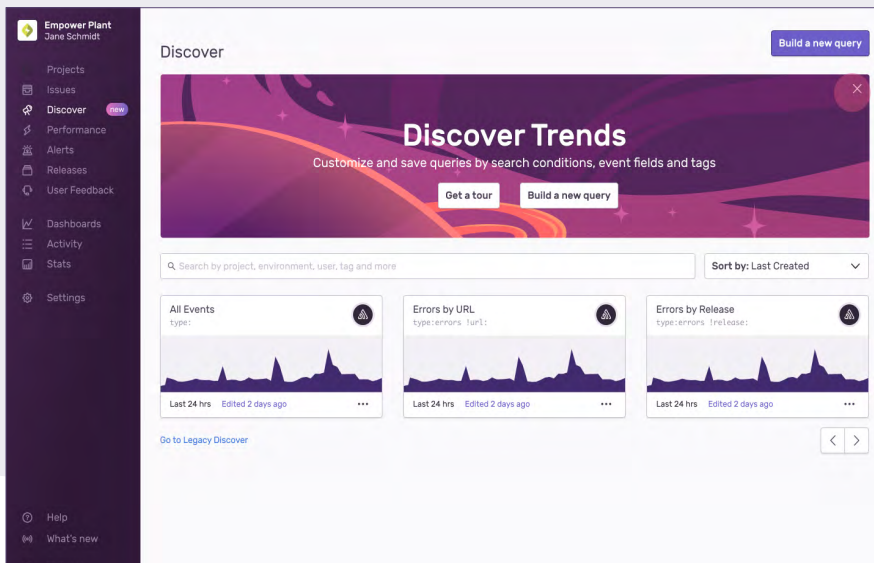 Empower Plant
Jane Schmidt
Projects
Issues
Discover new
Performance
Alerts
Releases
User Feedback
Dashboards
Activity
Stats
Settings
Help
What's new
Discover
Build a new query
Discover Trends
Customize and save queries by search conditions, event fields and tags
Get a tour Build a new query
Search by project, environment, user, tag and more
Sort by: Last Created
All Events
type:
Last 24 hrs Edited 2 days ago
Errors by URL
type:errors !url:
Last 24 hrs Edited 2 days ago
Errors by Release
type:errors !release:
Last 24 hrs Edited 2 days ago
Go to Legacy Discover